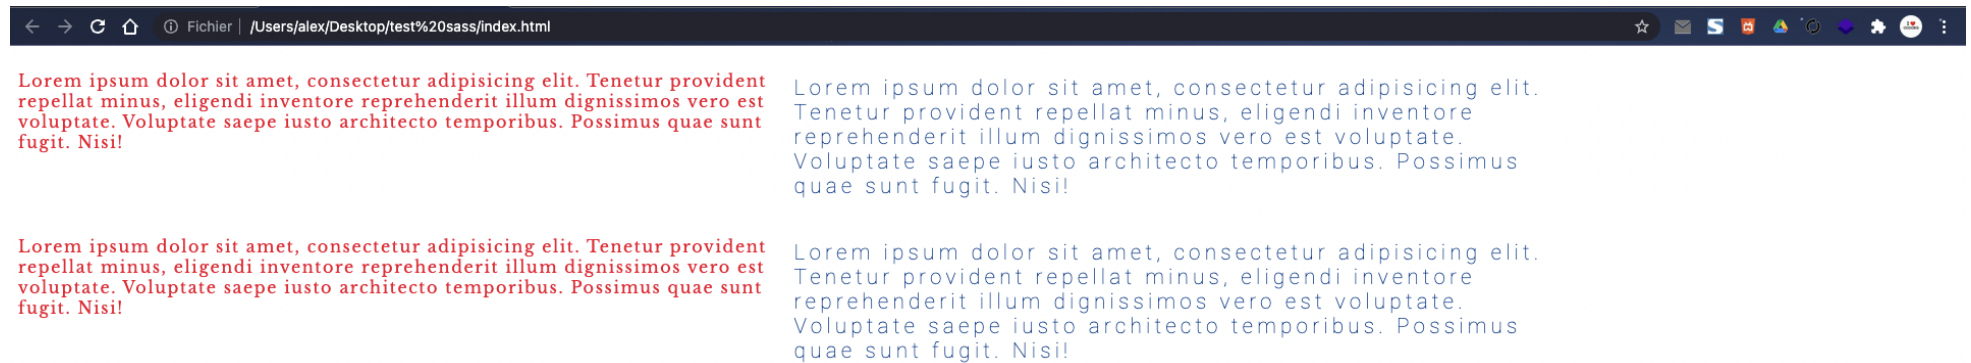 Fichier | /Users/alex/Desktop/test%20sass/index.html
Lorem ipsum dolor sit amet, consectetur adipisicing elit. Tenetur provident
repellat minus, eligendi inventore reprehenderit illum dignissimos vero est
voluptate. Voluptate saepe iusto architecto temporibus. Possimus quae sunt
fugit. Nisi!
Lorem ipsum dolor sit amet, consectetur adipisicing elit.
Tenetur provident repellat minus, eligendi inventore
reprehenderit illum dignissimos vero est voluptate.
Voluptate saepe iusto architecto temporibus. Possimus
quae sunt fugit. Nisi!
Lorem ipsum dolor sit amet, consectetur adipisicing elit. Tenetur provident
repellat minus, eligendi inventore reprehenderit illum dignissimos vero est
voluptate. Voluptate saepe iusto architecto temporibus. Possimus quae sunt
fugit. Nisi!
Lorem ipsum dolor sit amet, consectetur adipisicing elit.
Tenetur provident repellat minus, eligendi inventore
reprehenderit illum dignissimos vero est voluptate.
Voluptate saepe iusto architecto temporibus. Possimus
quae sunt fugit. Nisi!